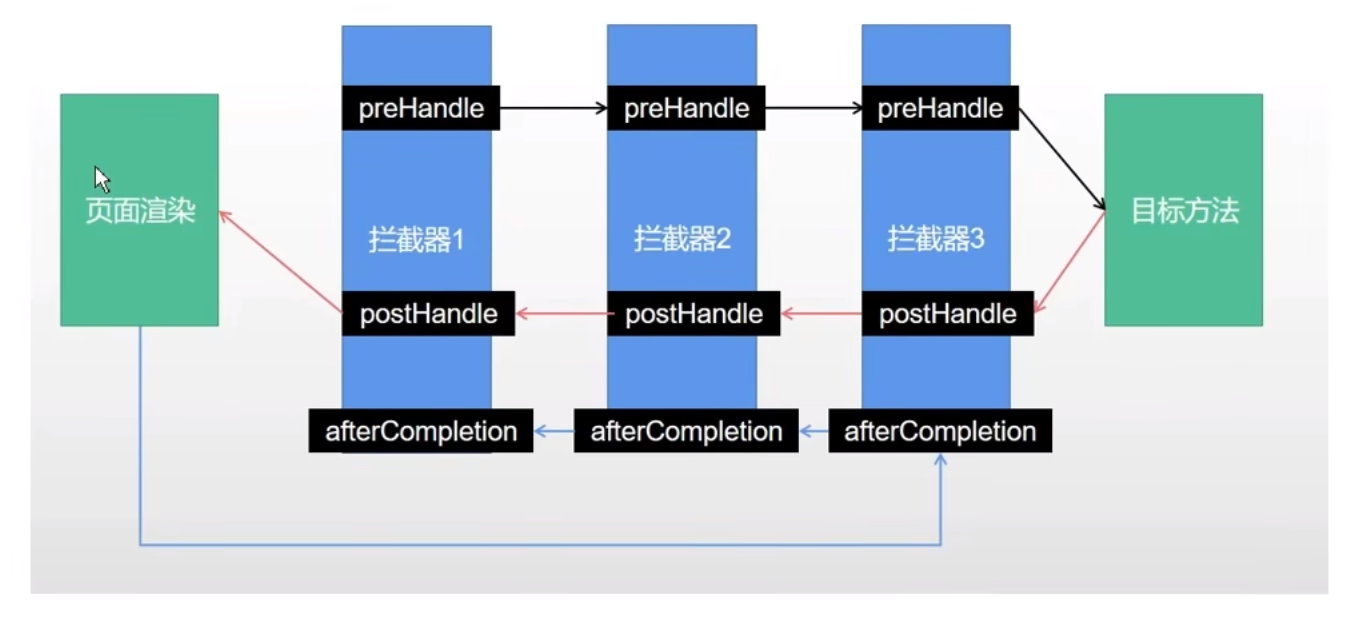 preHandle
preHandle
preHandle
页面渲染
拦截器1
拦截器2
拦截器3
目标方法
postHandle
postHandle
postHandle
afterCompletion
afterCompletion
afterCompletion